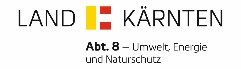 LAND KÄRNTEN
Abt. 8 – Umwelt, Energie
und Naturschutz